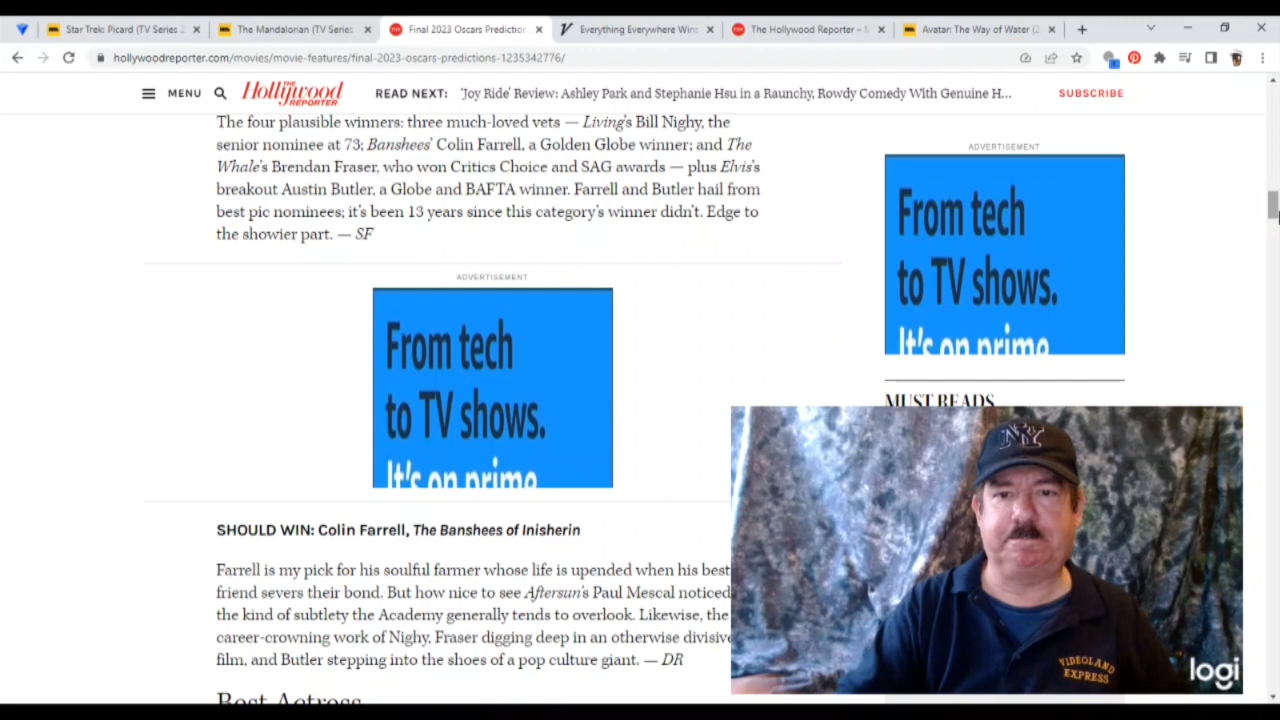 Star Trek: Picard (TV Series 2
The Mandalorian (TV Series
Final 2023 Oscars Prediction
Everything Everywhere Wins
The Hollywood Reporter –
Avatar: The Way of Water (2
hollywoodreporter.com/movies/movie-features/final-2023-oscars-predictions-1235342776/
MENU
THE
Hollywood
REPORTER
READ NEXT: 'Joy Ride' Review: Ashley Park and Stephanie Hsu in a Raunchy, Rowdy Comedy With Genuine H...
SUBSCRIBE
The four plausible winners: three much-loved vets — Living's Bill Nighy, the
senior nominee at 73; Banshees' Colin Farrell, a Golden Globe winner; and The
Whale's Brendan Fraser, who won Critics Choice and SAG awards — plus Elvis's
breakout Austin Butler, a Globe and BAFTA winner. Farrell and Butler hail from
best pic nominees; it's been 13 years since this category's winner didn't. Edge to
the showier part. — SF
ADVERTISEMENT
From tech
to TV shows.
It's on prime
SHOULD WIN: Colin Farrell, The Banshees of Inisherin
Farrell is my pick for his soulful farmer whose life is upended when his best
friend severs their bond. But how nice to see Aftersun's Paul Mescal noticed
the kind of subtlety the Academy generally tends to overlook. Likewise, the
career-crowning work of Nighy, Fraser digging deep in an otherwise divisive
film, and Butler stepping into the shoes of a pop culture giant. — DR
Best Actress
ADVERTISEMENT
From tech
to TV shows.
It's on prime
MUST READS
NY
VIDEOLAND
EXPRESS
logi